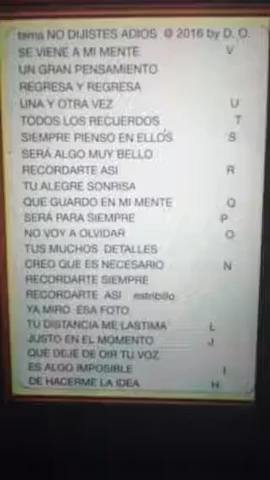 tema NO DIJISTES ADIOS @ 2016 by D. O.
SE VIENE A MI MENTE V
UN GRAN PENSAMIENTO
REGRESA Y REGRESA
UNA Y OTRA VEZ U
TODOS LOS RECUERDOS T
SIEMPRE PIENSO EN ELLOS S
SERÁ ALGO MUY BELLO
RECORDARTE ASI R
TU ALEGRE SONRISA
QUE GUARDO EN MI MENTE Q
SERÁ PARA SIEMPRE P
NO VOY A OLVIDAR O
TUS MUCHOS DETALLES
CREO QUE ES NECESARIO N
RECORDARTE SIEMPRE
RECORDARTE ASI estribillo
YA MIRO ESA FOTO
TU DISTANCIA ME LASTIMA L
JUSTO EN EL MOMENTO J
QUE DEJE DE OIR TU VOZ
ES ALGO IMPOSIBLE I
DE HACERME LA IDEA H